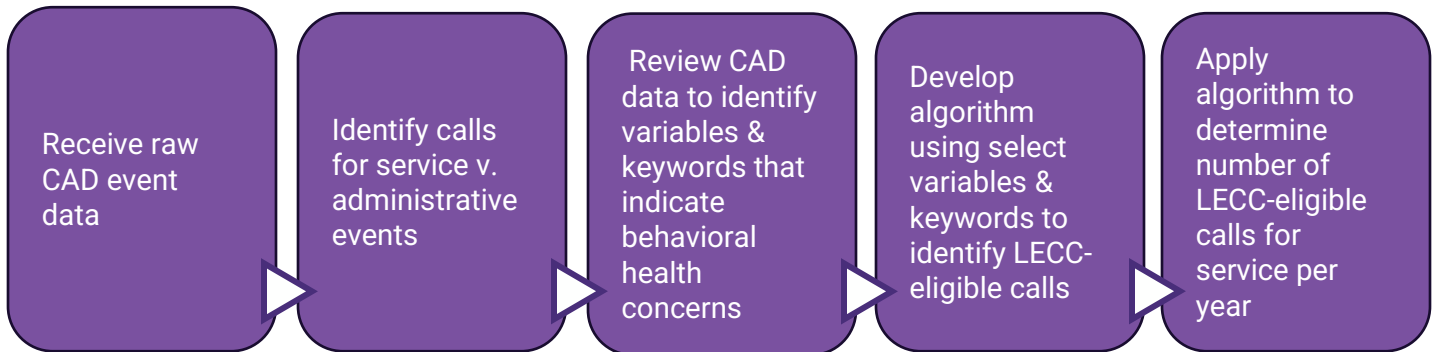 Receive raw
CAD event
data
Identify calls
for service v.
administrative
events
Review CAD
data to identify
variables &
keywords that
indicate
behavioral
health
concerns
Develop
algorithm
using select
variables &
keywords to
identify LECC-
eligible calls
Apply
algorithm to
determine
number of
LECC-eligible
calls for
service per
year